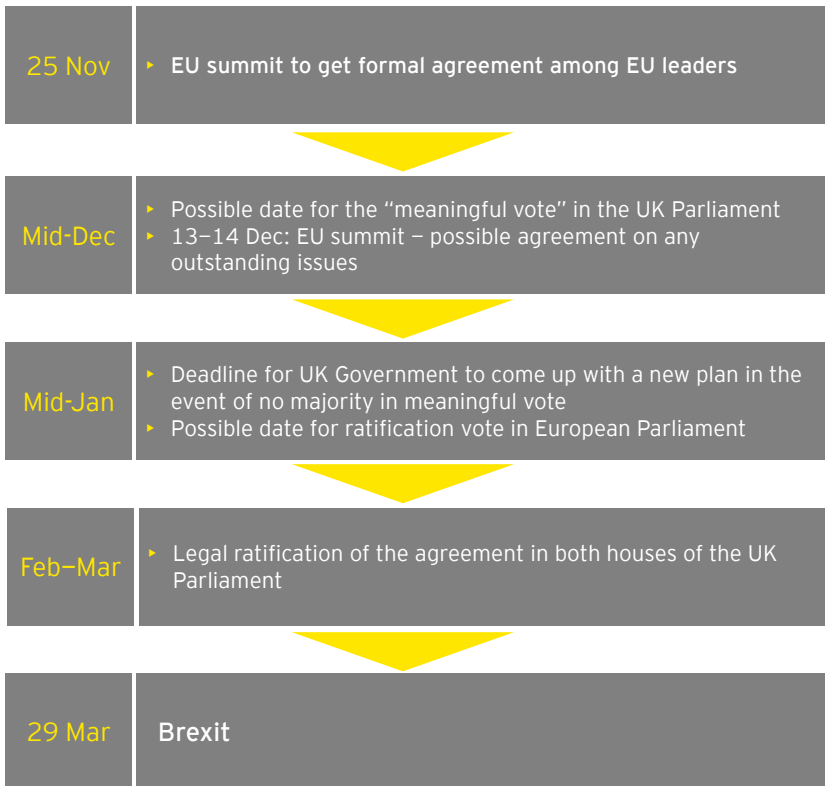 25 Nov
‣ EU summit to get formal agreement among EU leaders
Mid-Dec
‣ Possible date for the “meaningful vote” in the UK Parliament
‣ 13–14 Dec: EU summit – possible agreement on any
outstanding issues
Mid-Jan
‣ Deadline for UK Government to come up with a new plan in the
event of no majority in meaningful vote
‣ Possible date for ratification vote in European Parliament
Feb–Mar
‣ Legal ratification of the agreement in both houses of the UK
Parliament
29 Mar
Brexit